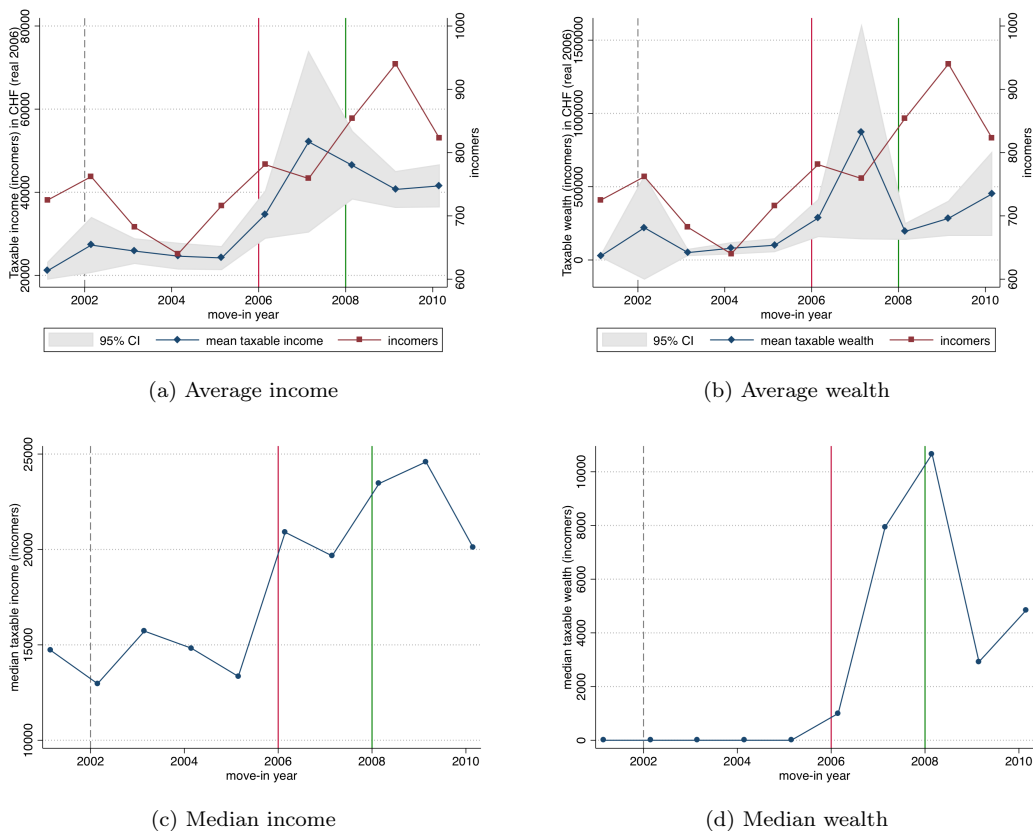 Taxable income (incomers) in CHF (real 2006)
20000 40000 60000 80000
600 700 800 900 1000
incomers
2002 2004 2006 2008 2010
move-in year
95% CI mean taxable income incomers
(a) Average income
Taxable wealth (incomers) in CHF (real 2006)
0 500000 1000000 1500000
600 700 800 900 1000
incomers
2002 2004 2006 2008 2010
move-in year
95% CI mean taxable wealth incomers
(b) Average wealth
median taxable income (incomers)
10000 15000 20000 25000
2002 2004 2006 2008 2010
move-in year
(c) Median income
median taxable wealth (incomers)
0 2000 4000 6000 8000 10000
2002 2004 2006 2008 2010
move-in year
(d) Median wealth